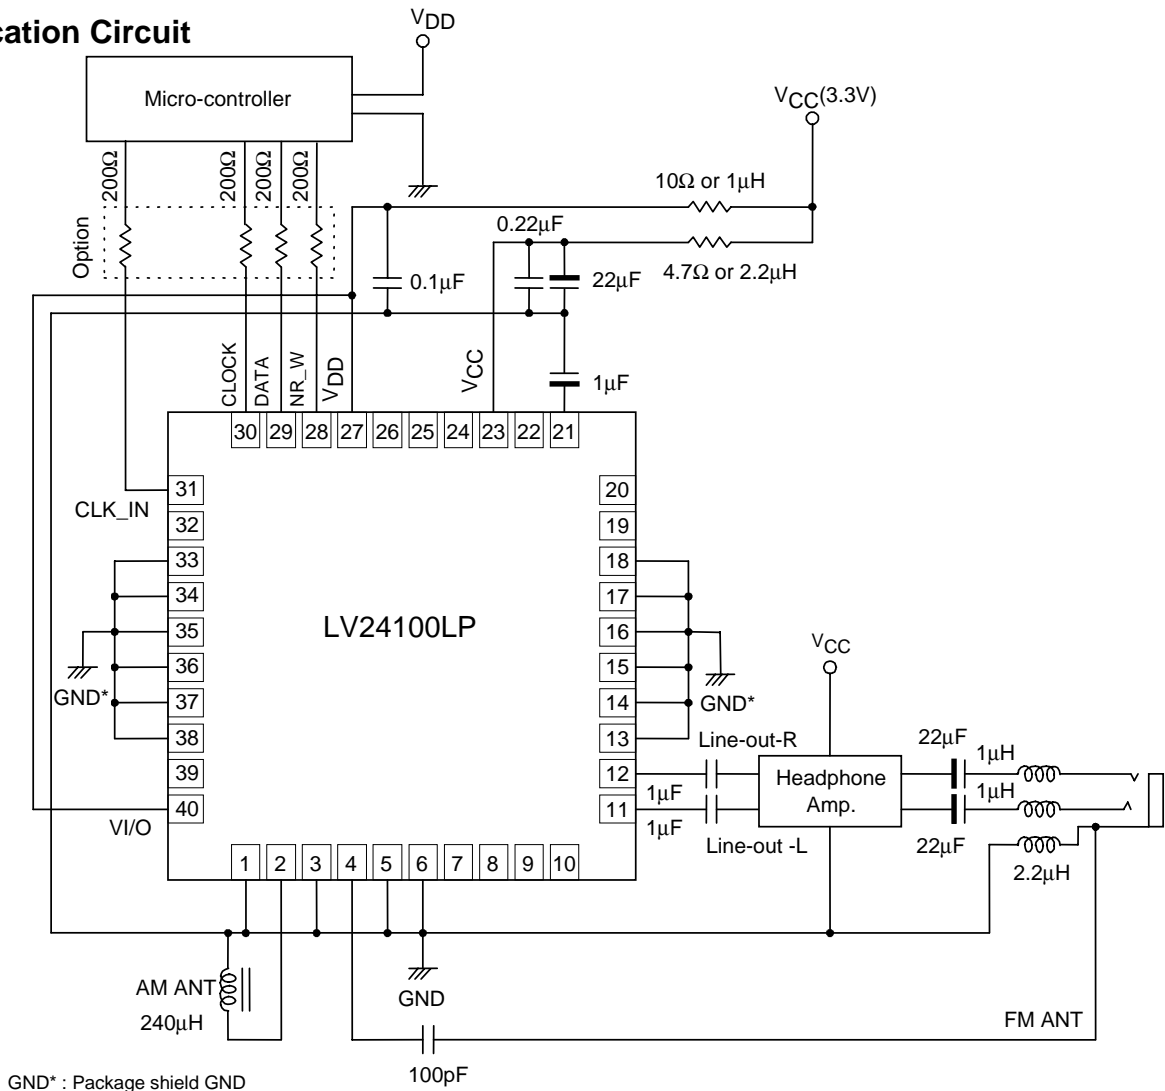 cation Circuit
VDD
Micro-controller
VCC(3.3V)
200Ω
200Ω
200Ω
200Ω
Option
10Ω or 1μH
0.22μF
4.7Ω or 2.2μH
0.1μF
22μF
CLOCK
DATA
NR_W
VDD
VCC
1μF
30 29 28 27 26 25 24 23 22 21
31
CLK_IN
32
33
34
35
36
GND*
37
38
39
40
VI/O
LV24100LP
20
19
18
17
16
15
14
GND*
13
12
11
VCC
Line-out-R
1μF
1μF
Line-out -L
Headphone
Amp.
22μF
1μH
1μH
22μF
2.2μH
1 2 3 4 5 6 7 8 9 10
AM ANT
240μH
GND
FM ANT
100pF
GND* : Package shield GND